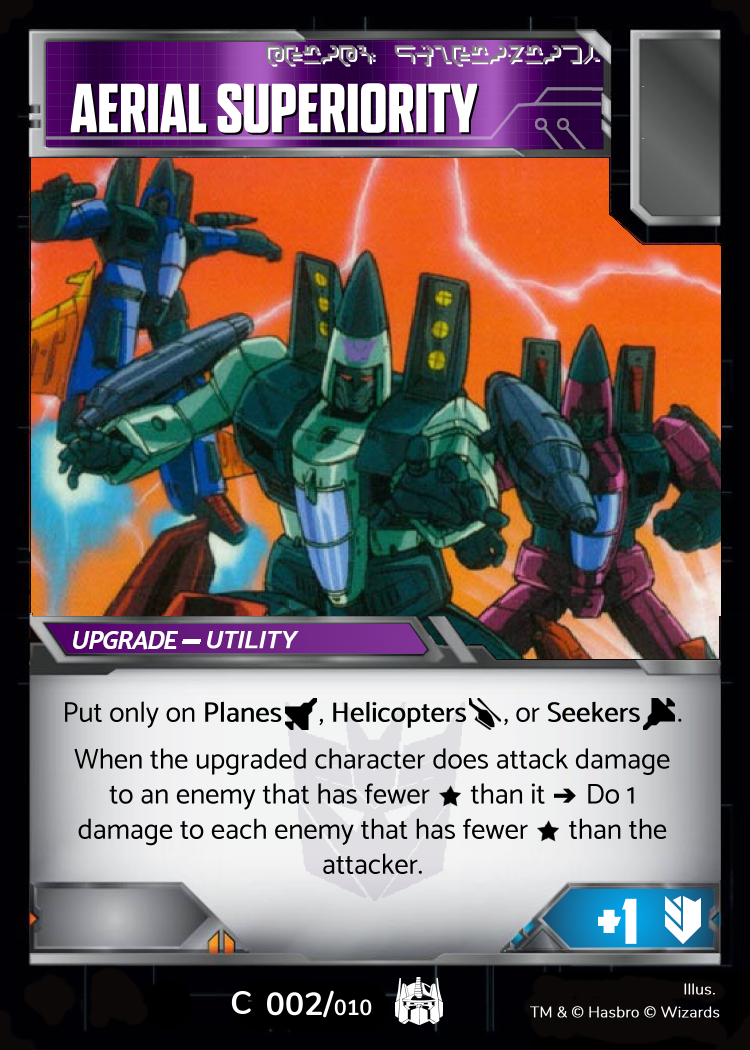 AERIAL SUPERIORITY
UPGRADE — UTILITY
Put only on Planes, Helicopters, or Seekers.
When the upgraded character does attack damage
to an enemy that has fewer ★ than it ➔ Do 1
damage to each enemy that has fewer ★ than the
attacker.
+1
C 002/010
Illus.
TM & © Hasbro © Wizards